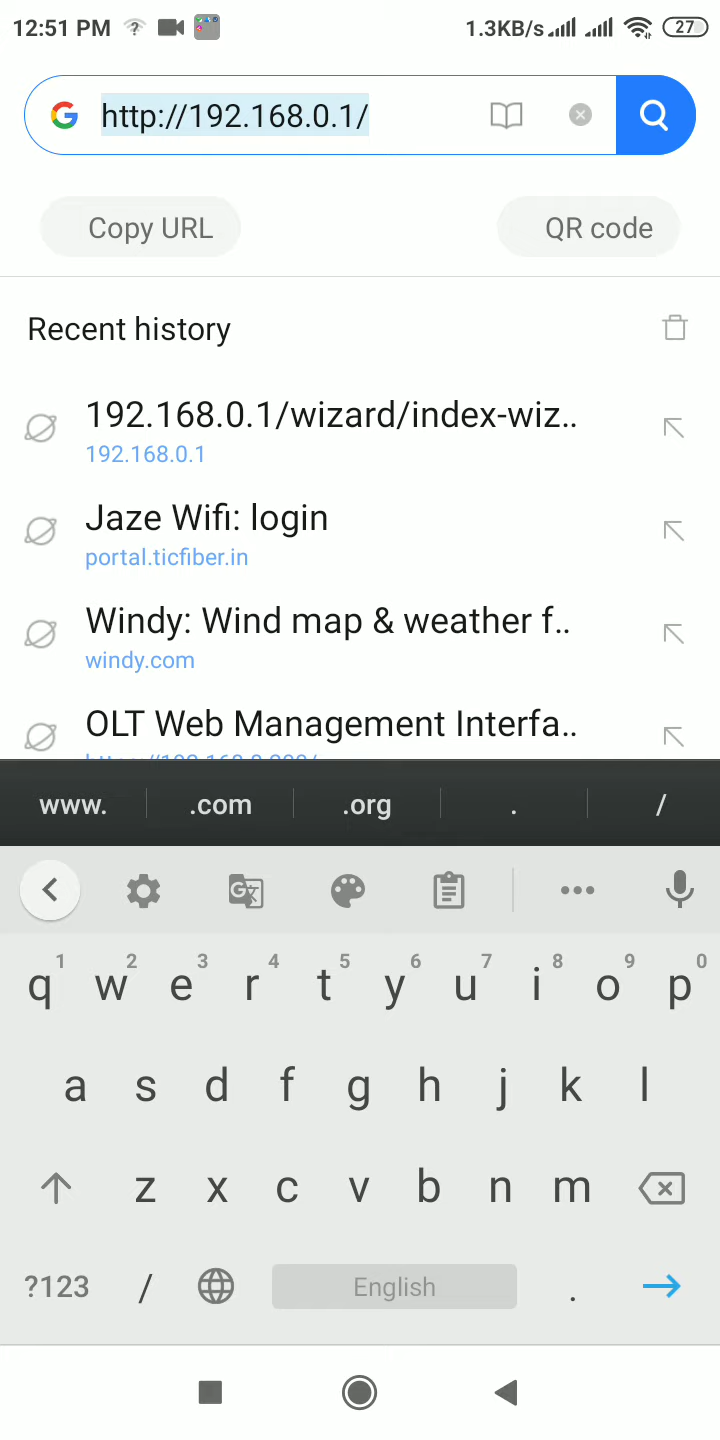 12:51 PM 1.3KB/s 27
http://192.168.0.1/
Copy URL QR code
Recent history
192.168.0.1/wizard/index-wiz..
192.168.0.1
Jaze Wifi: login
portal.ticfiber.in
Windy: Wind map & weather f..
windy.com
OLT Web Management Interfa..
www. .com .org . /
1 2 3 4 5 6 7 8 9 0
q w e r t y u i o p
a s d f g h j k l
z x c v b n m
?123 / English .